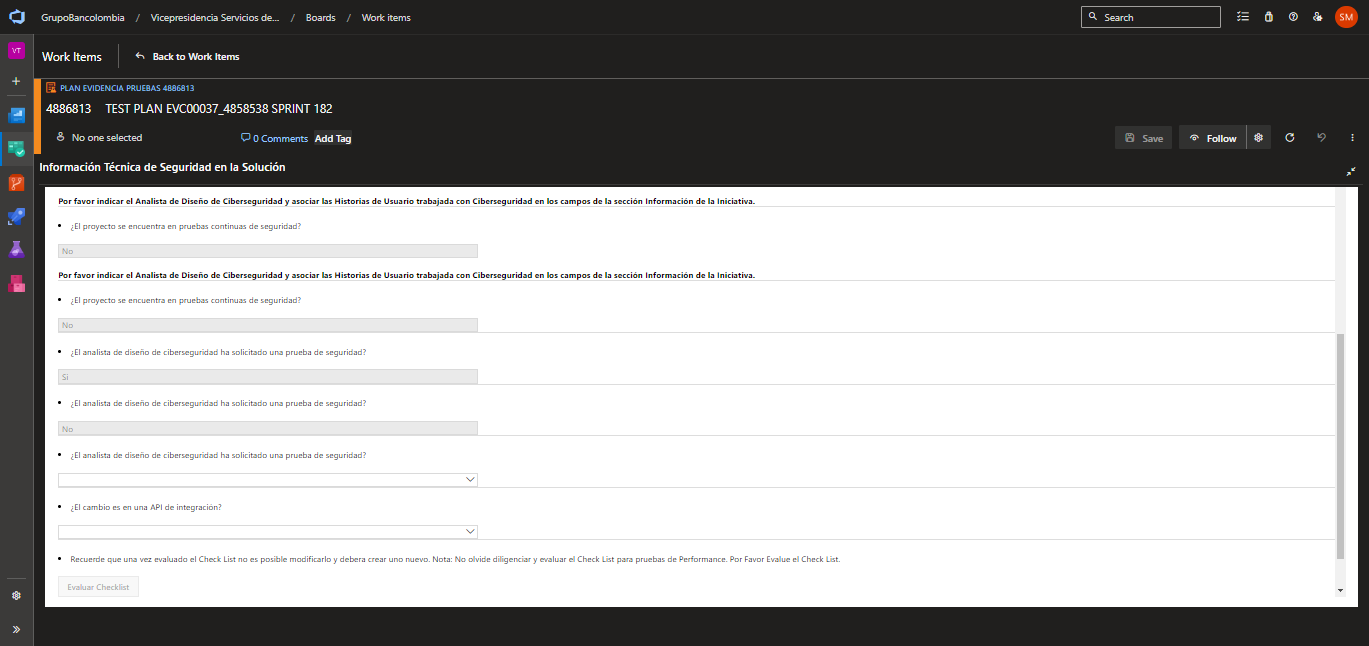 GrupoBancolombia / Vicepresidencia Servicios de... / Boards / Work items
Search
SM
VT
Work Items
Back to Work Items
PLAN EVIDENCIA PRUEBAS 4886813
4886813 TEST PLAN EVC00037_4858538 SPRINT 182
No one selected
0 Comments
Add Tag
Save
Follow
Información Técnica de Seguridad en la Solución
Por favor indicar el Analista de Diseño de Ciberseguridad y asociar las Historias de Usuario trabajada con Ciberseguridad en los campos de la sección Información de la Iniciativa.
• ¿El proyecto se encuentra en pruebas continuas de seguridad?
No
Por favor indicar el Analista de Diseño de Ciberseguridad y asociar las Historias de Usuario trabajada con Ciberseguridad en los campos de la sección Información de la Iniciativa.
• ¿El proyecto se encuentra en pruebas continuas de seguridad?
No
• ¿El analista de diseño de ciberseguridad ha solicitado una prueba de seguridad?
Si
• ¿El analista de diseño de ciberseguridad ha solicitado una prueba de seguridad?
No
• ¿El analista de diseño de ciberseguridad ha solicitado una prueba de seguridad?
• ¿El cambio es en una API de integración?
• Recuerde que una vez evaluado el Check List no es posible modificarlo y debera crear uno nuevo. Nota: No olvide diligenciar y evaluar el Check List para pruebas de Performance. Por Favor Evalue el Check List.
Evaluar Checklist